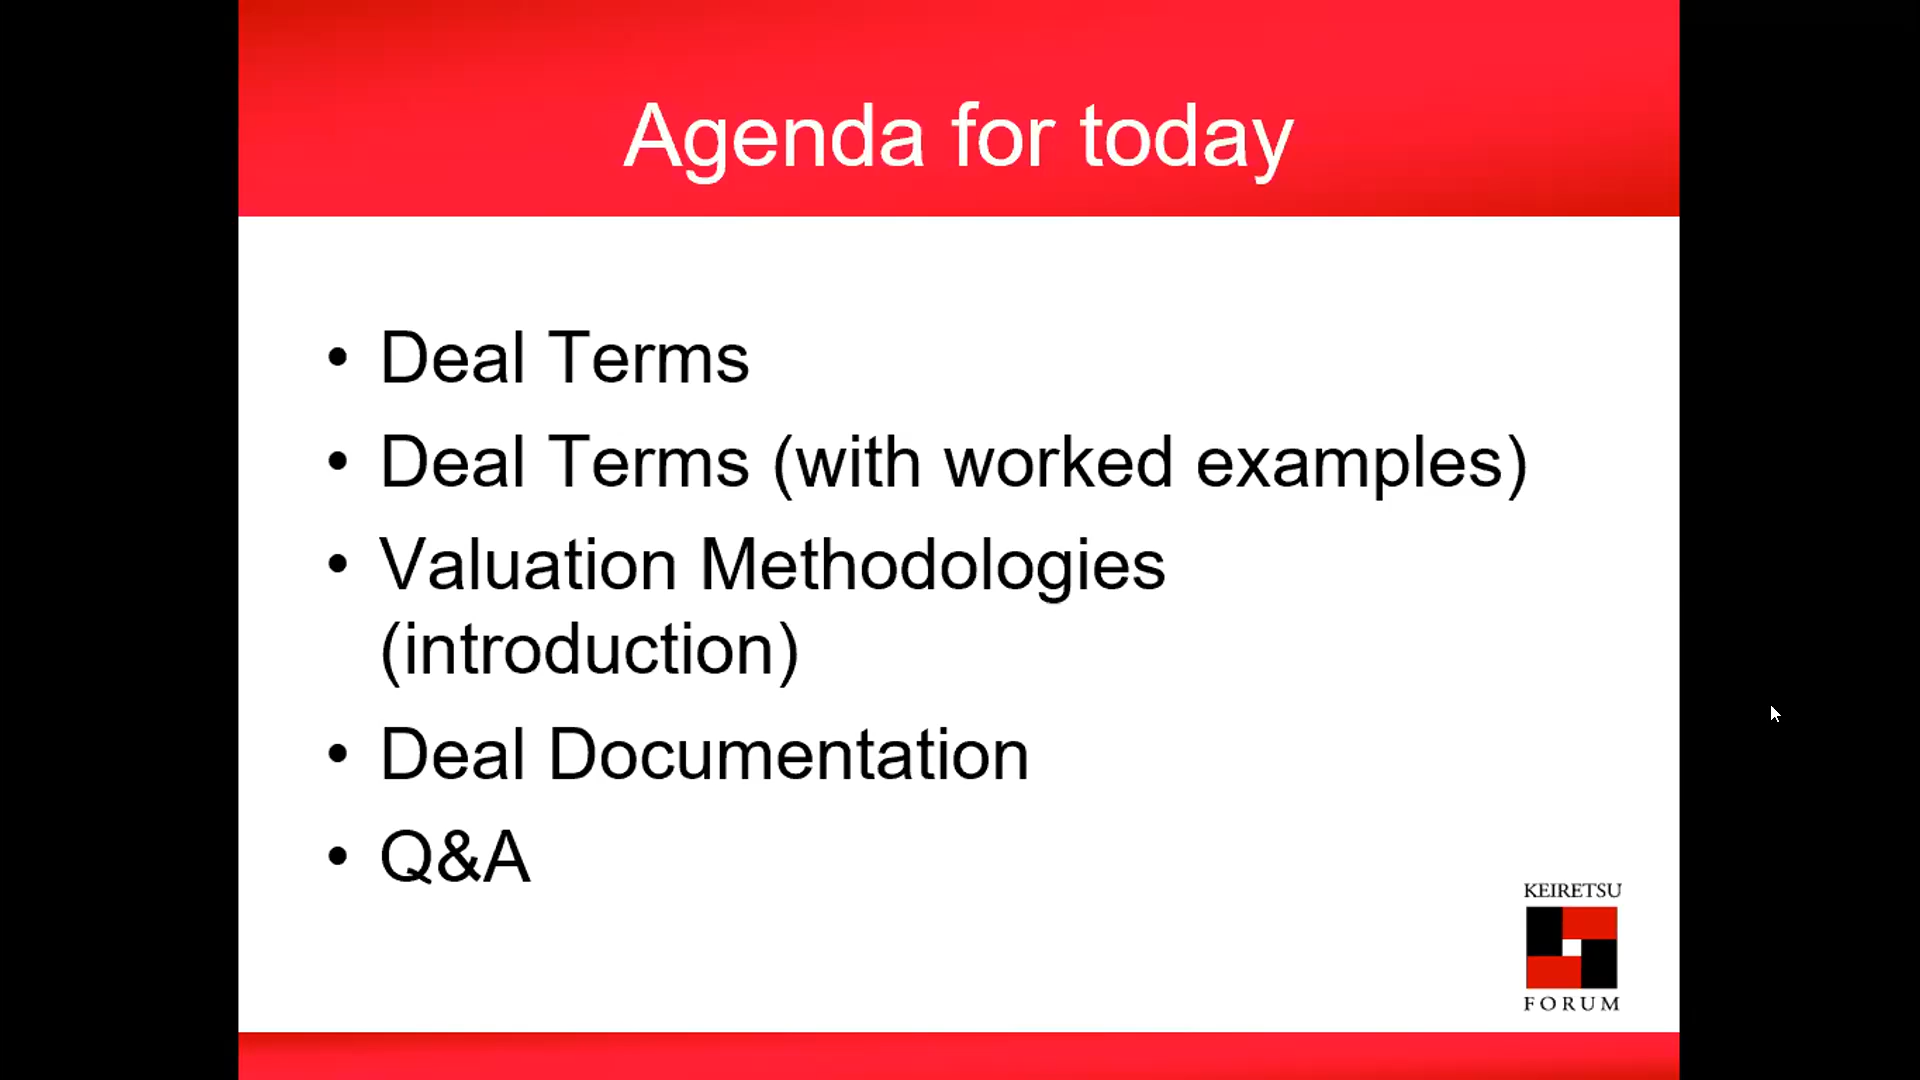 Agenda for today
• Deal Terms
• Deal Terms (with worked examples)
• Valuation Methodologies
(introduction)
• Deal Documentation
• Q&A
KEIRETSU
FORUM